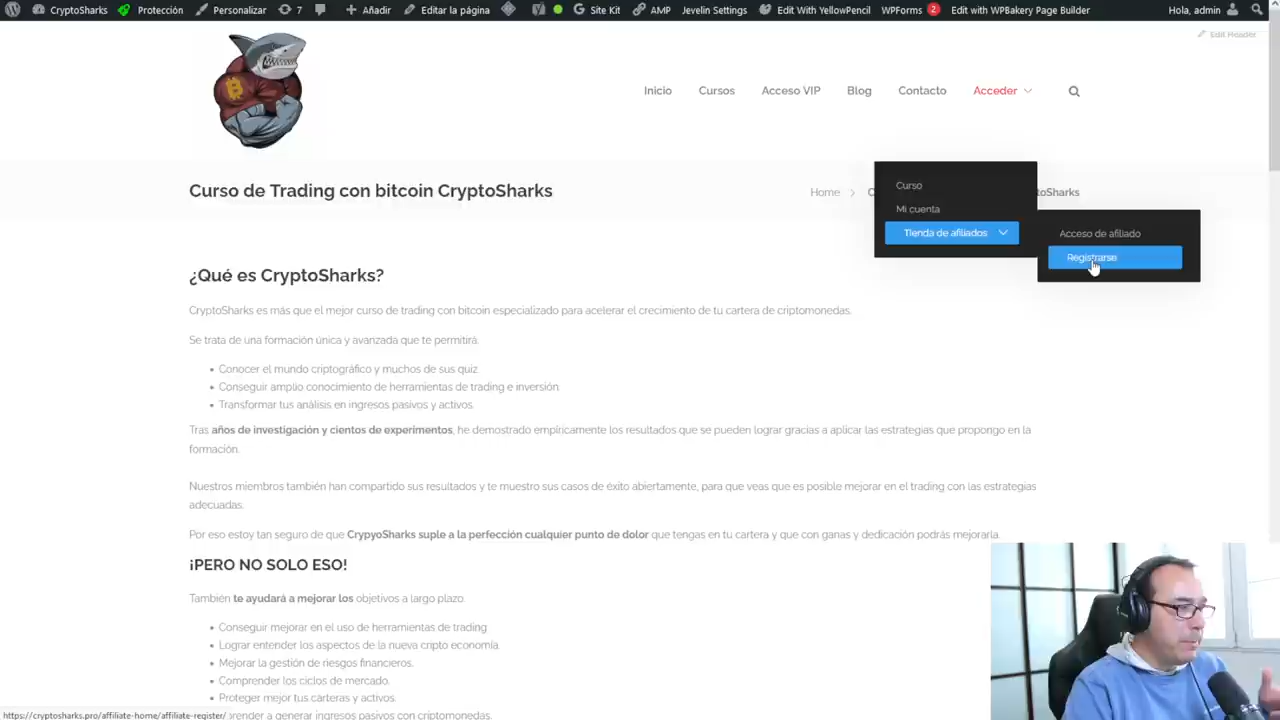 CryptoSharks Protección Personalizar 7 Añadir Editar la página Site Kit AMP Javelin Settings Edit With YellowPencil WPForms 2 Edit with WPBakery Page Builder Hola, admin
Edit Header
Inicio Cursos Acceso VIP Blog Contacto Acceder
Curso de Trading con bitcoin CryptoSharks
Home
toSharks
Curso
Mi cuenta
Tienda de afiliados
Acceso de afiliado
Registrarse
¿Qué es CryptoSharks?
CryptoSharks es más que el mejor curso de trading con bitcoin especializado para acelerar el crecimiento de tu cartera de criptomonedas.
Se trata de una formación única y avanzada que te permitirá:
Conocer el mundo criptográfico y muchos de sus quiz.
Conseguir amplio conocimiento de herramientas de trading e inversión.
Transformar tus análisis en ingresos pasivos y activos.
Tras años de investigación y cientos de experimentos, he demostrado empíricamente los resultados que se pueden lograr gracias a aplicar las estrategias que propongo en la
formación.
Nuestros miembros también han compartido sus resultados y te muestro sus casos de éxito abiertamente, para que veas que es posible mejorar en el trading con las estrategias
adecuadas.
Por eso estoy tan seguro de que CrypyoSharks suple a la perfección cualquier punto de dolor que tengas en tu cartera y que con ganas y dedicación podrás mejorarla.
¡PERO NO SOLO ESO!
También te ayudará a mejorar los objetivos a largo plazo.
Conseguir mejorar en el uso de herramientas de trading
Lograr entender los aspectos de la nueva cripto economía.
Mejorar la gestión de riesgos financieros.
Comprender los ciclos de mercado.
Proteger mejor tus carteras y activos.
prender a generar ingresos pasivos con criptomonedas.
https://cryptosharks.pro/affiliate-home/affiliate-register/